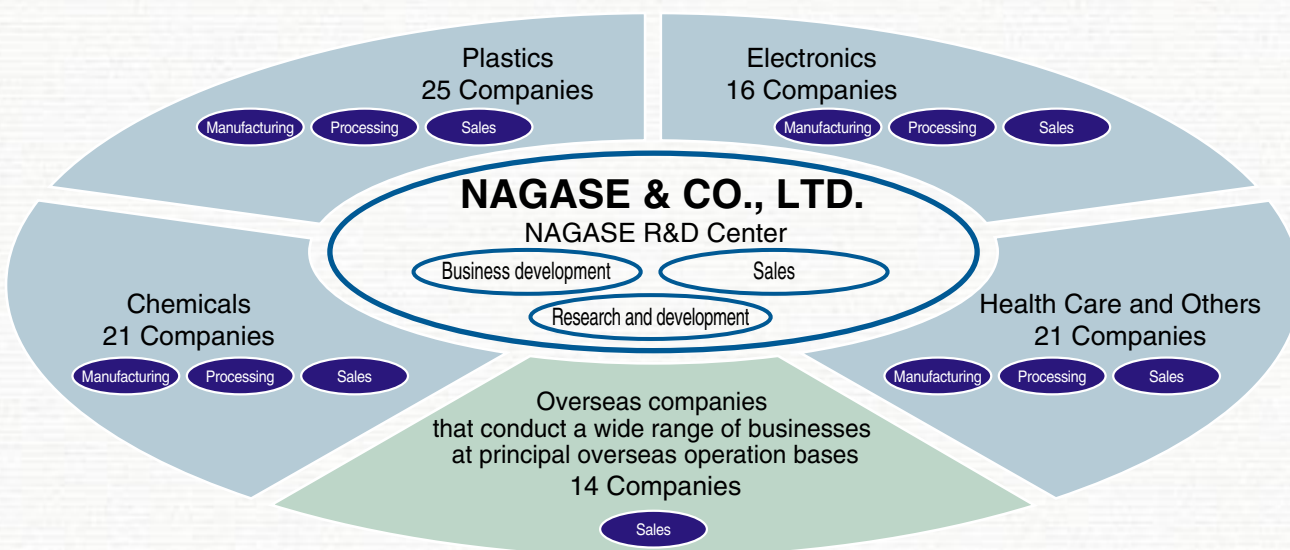 Plastics
25 Companies
Manufacturing Processing Sales
Electronics
16 Companies
Manufacturing Processing Sales
NAGASE & CO., LTD.
NAGASE R&D Center
Business development Sales
Research and development
Chemicals
21 Companies
Manufacturing Processing Sales
Health Care and Others
21 Companies
Manufacturing Processing Sales
Overseas companies
that conduct a wide range of businesses
at principal overseas operation bases
14 Companies
Sales